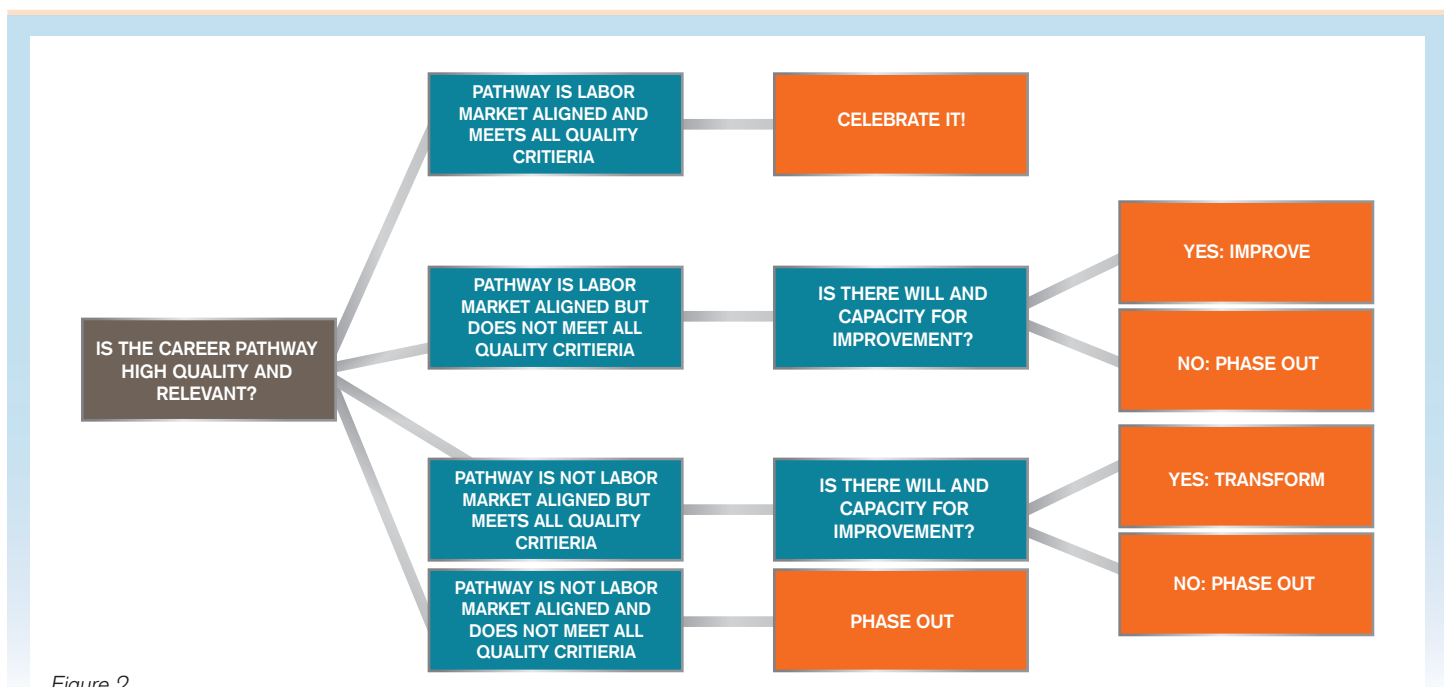 PATHWAY IS LABOR
MARKET ALIGNED AND
MEETS ALL QUALITY
CRITIERIA
CELEBRATE IT!
PATHWAY IS LABOR
MARKET ALIGNED BUT
DOES NOT MEET ALL
QUALITY CRITIERIA
IS THERE WILL AND
CAPACITY FOR
IMPROVEMENT?
YES: IMPROVE
NO: PHASE OUT
IS THE CAREER PATHWAY
HIGH QUALITY AND
RELEVANT?
PATHWAY IS NOT LABOR
MARKET ALIGNED BUT
MEETS ALL QUALITY
CRITIERIA
IS THERE WILL AND
CAPACITY FOR
IMPROVEMENT?
YES: TRANSFORM
NO: PHASE OUT
PATHWAY IS NOT LABOR
MARKET ALIGNED AND
DOES NOT MEET ALL
QUALITY CRITIERIA
PHASE OUT
Figure 2